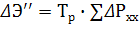 ΔЭ′′ = Tр · ∑ΔPхх